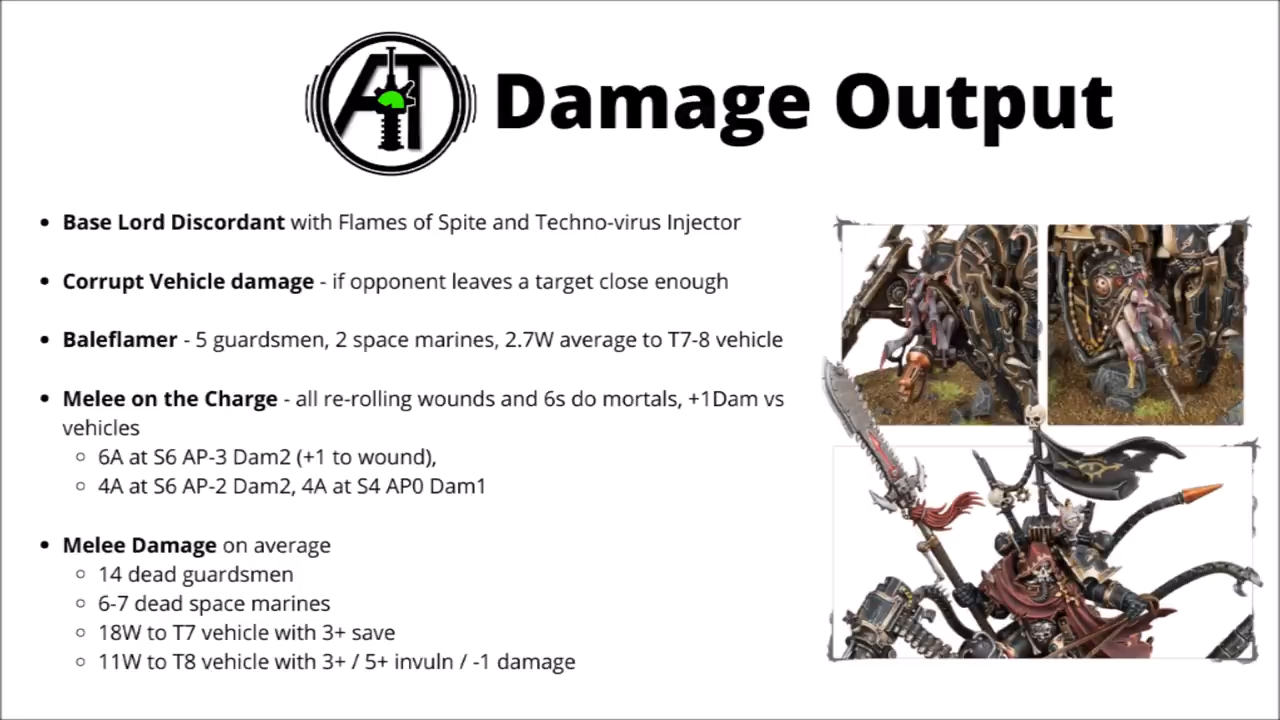 AT
Damage Output
• Base Lord Discordant with Flames of Spite and Techno-virus Injector
• Corrupt Vehicle damage - if opponent leaves a target close enough
• Baleflamer - 5 guardsmen, 2 space marines, 2.7W average to T7-8 vehicle
• Melee on the Charge - all re-rolling wounds and 6s do mortals, +1Dam vs
vehicles
○ 6A at S6 AP-3 Dam2 (+1 to wound),
○ 4A at S6 AP-2 Dam2, 4A at S4 AP0 Dam1
• Melee Damage on average
○ 14 dead guardsmen
○ 6-7 dead space marines
○ 18W to T7 vehicle with 3+ save
○ 11W to T8 vehicle with 3+ / 5+ invuln / -1 damage